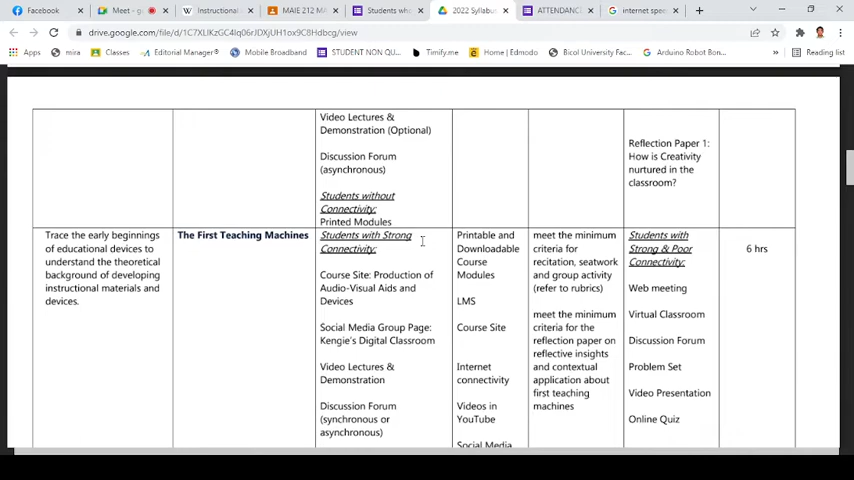 Facebook
Meet -
Instructional
MAIE 212 MA
Students who
2022 Syllabus
ATTENDANCE
internet spee
drive.google.com/file/d/1C7XLlKzGC4Iq06rJDXjUH1ox9C8Hdbcg/view
Apps
mira
Classes
Editorial Manager®
Mobile Broadband
STUDENT NON QU...
Timify.me
Home | Edmodo
Bicol University Fac...
Arduino Robot Bon...
Reading list
Video Lectures &
Demonstration (Optional)
Discussion Forum
(asynchronous)
Students without
Connectivity:
Printed Modules
Reflection Paper 1:
How is Creativity
nurtured in the
classroom?
Trace the early beginnings
of educational devices to
understand the theoretical
background of developing
instructional materials and
devices.
The First Teaching Machines
Students with Strong
Connectivity:
Course Site: Production of
Audio-Visual Aids and
Devices
Social Media Group Page:
Kengie's Digital Classroom
Video Lectures &
Demonstration
Discussion Forum
(synchronous or
asynchronous)
Printable and
Downloadable
Course
Modules
LMS
Course Site
Internet
connectivity
Videos in
YouTube
Social Media
meet the minimum
criteria for
recitation, seatwork
and group activity
(refer to rubrics)
meet the minimum
criteria for the
reflection paper on
reflective insights
and contextual
application about
first teaching
machines
Students with
Strong & Poor
Connectivity:
Web meeting
Virtual Classroom
Discussion Forum
Problem Set
Video Presentation
Online Quiz
6 hrs